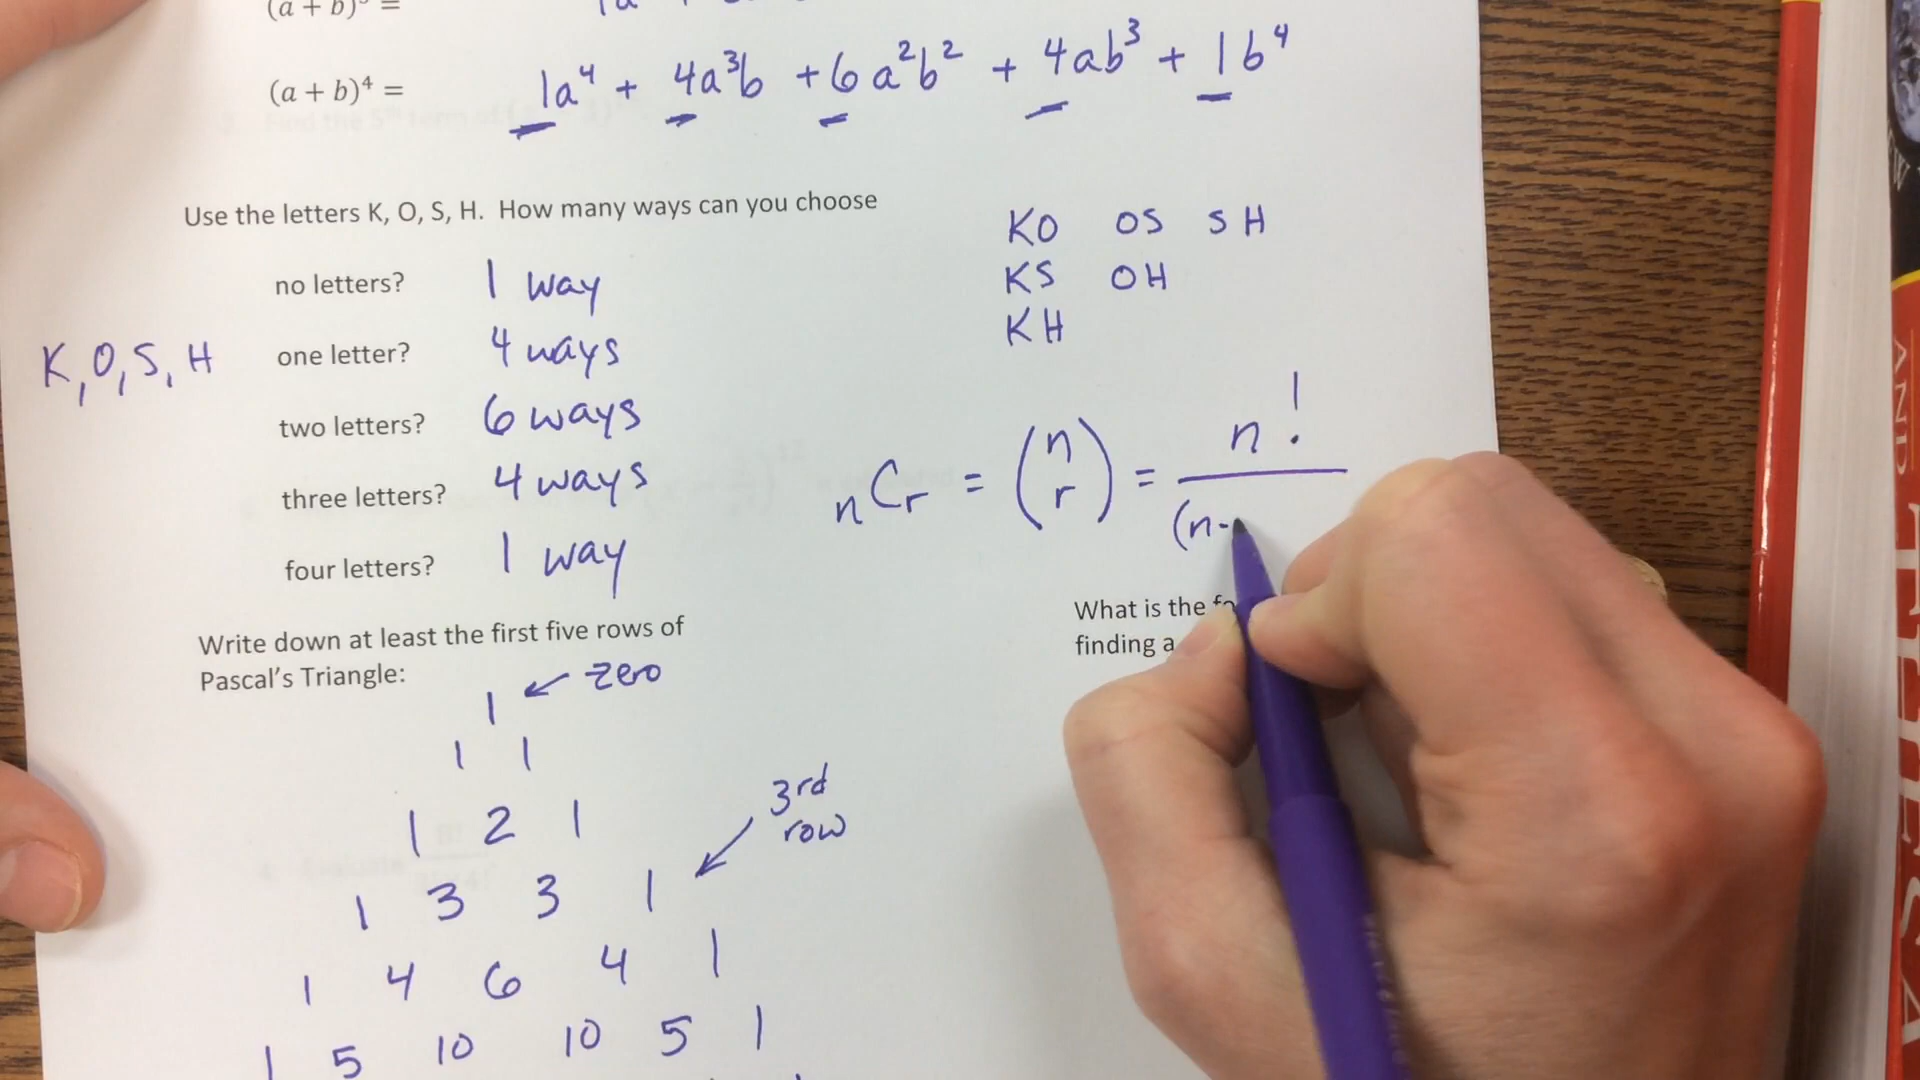 (a + b)³ =
(a + b)⁴ = 1a⁴ + 4a³b + 6a²b² + 4ab³ + 1b⁴
Use the letters K, O, S, H. How many ways can you choose
KO OS SH
KS OH
KH
no letters? 1 way
K, O, S, H
one letter? 4 ways
two letters? 6 ways
three letters? 4 ways
four letters? 1 way
nCr = (n r) = n! / (n-
Write down at least the first five rows of
Pascal's Triangle:
What is the
finding a
1 ← zero
1 1
1 2 1
3rd
row
1 3 3 1
1 4 6 4 1
1 5 10 10 5 1
AND